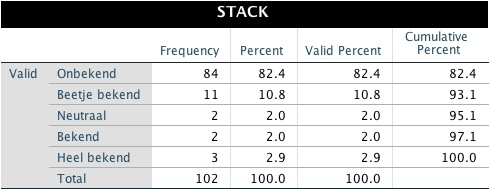 STACK
Frequency Percent Valid Percent Cumulative Percent
Valid Onbekend 84 82.4 82.4 82.4
Beetje bekend 11 10.8 10.8 93.1
Neutraal 2 2.0 2.0 95.1
Bekend 2 2.0 2.0 97.1
Heel bekend 3 2.9 2.9 100.0
Total 102 100.0 100.0